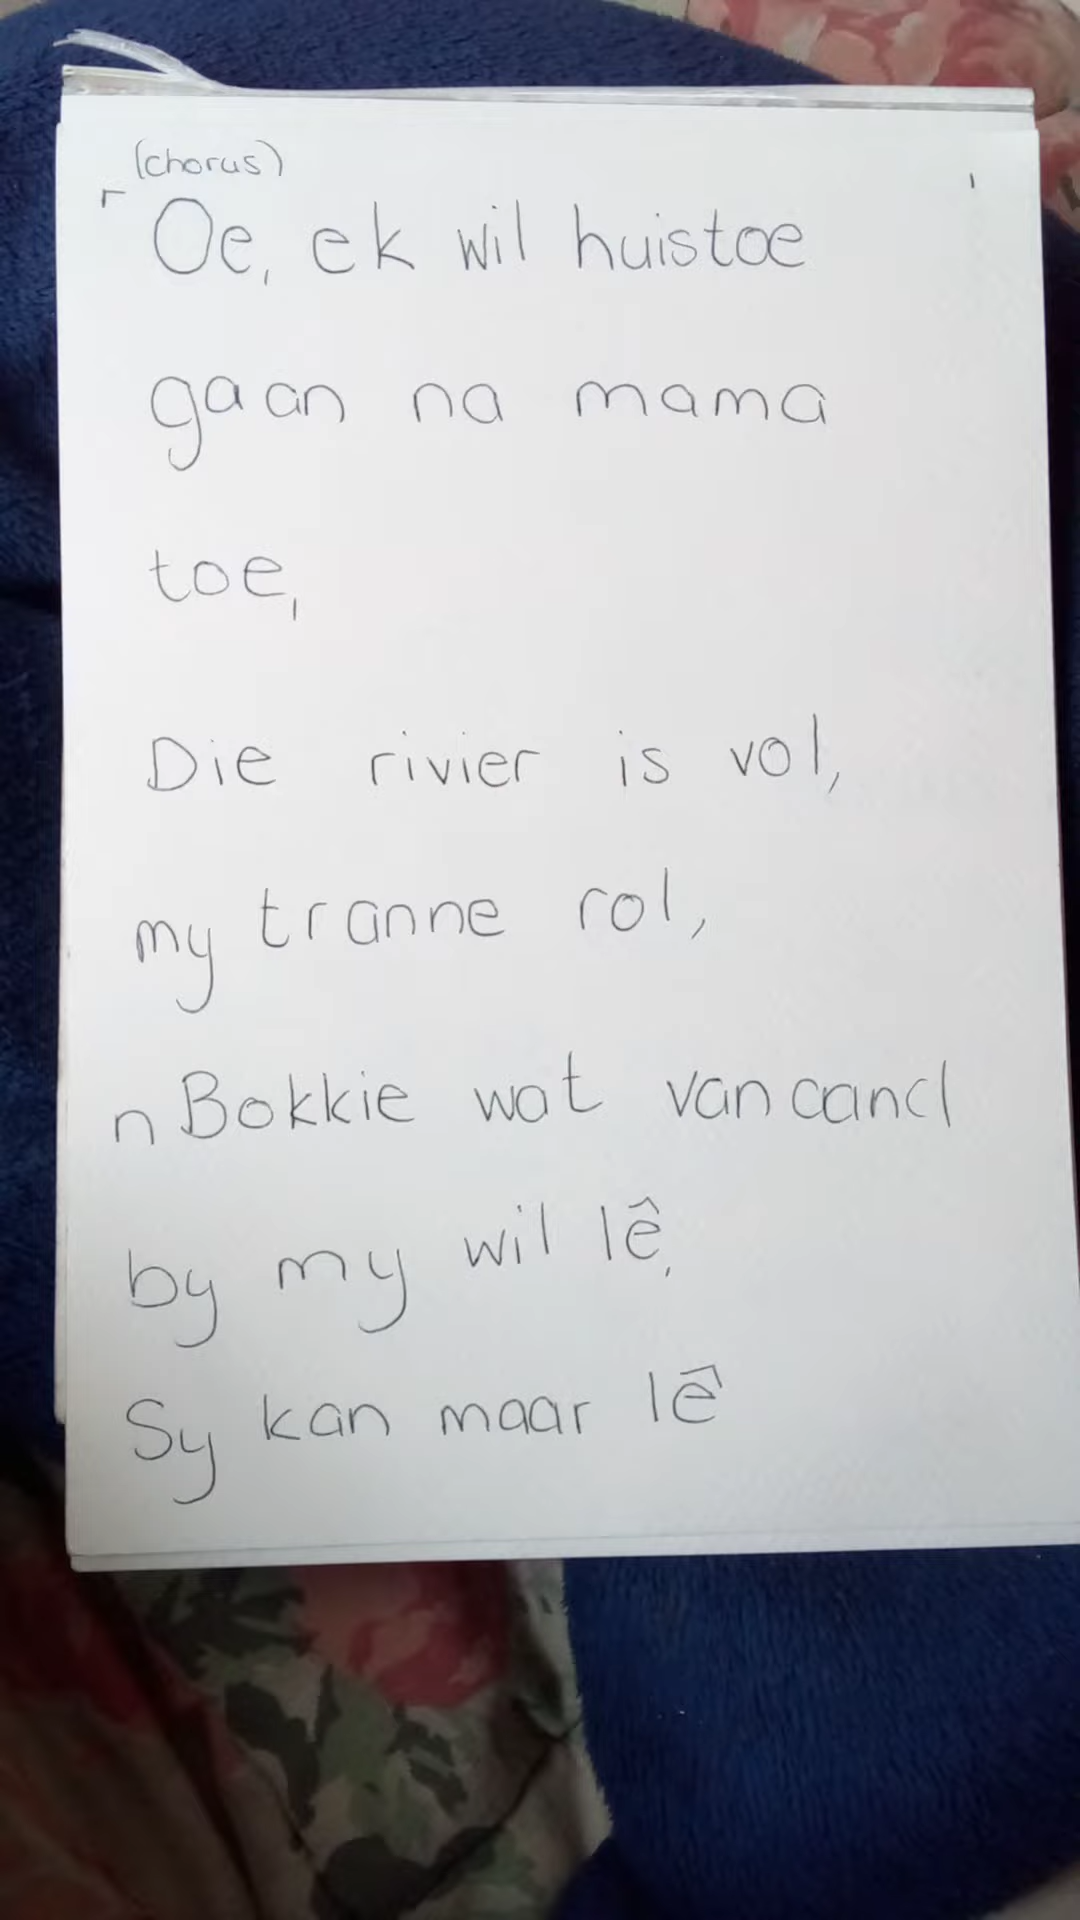 (chorus)
Oe, ek wil huistoe
gaan na mama
toe,
Die rivier is vol,
my tranne rol,
n Bokkie wat vanaand
by my wil lê,
Sy kan maar lê